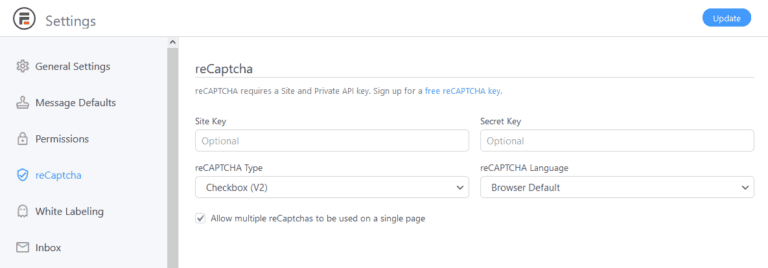 Settings
Update
General Settings
Message Defaults
Permissions
reCaptcha
White Labeling
Inbox
reCaptcha
reCAPTCHA requires a Site and Private API key. Sign up for a free reCAPTCHA key.
Site Key
Secret Key
Optional
Optional
reCAPTCHA Type
reCAPTCHA Language
Checkbox (V2)
Browser Default
Allow multiple reCaptchas to be used on a single page